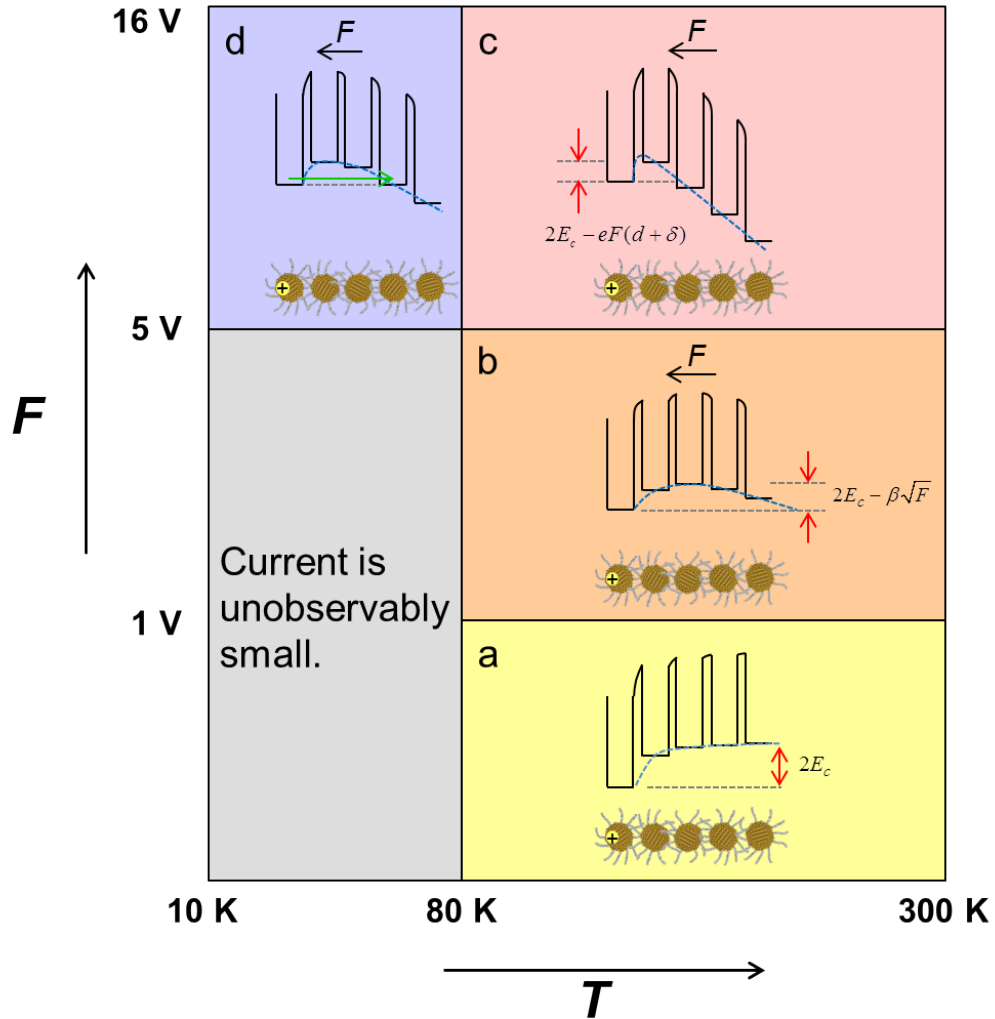 16 V
d
F
c
F
2E_c − eF(d + δ)
+
+
5 V
b
F
F
2E_c − β√F
+
Current is
unobservably
small.
1 V
a
2E_c
+
10 K
80 K
300 K
T